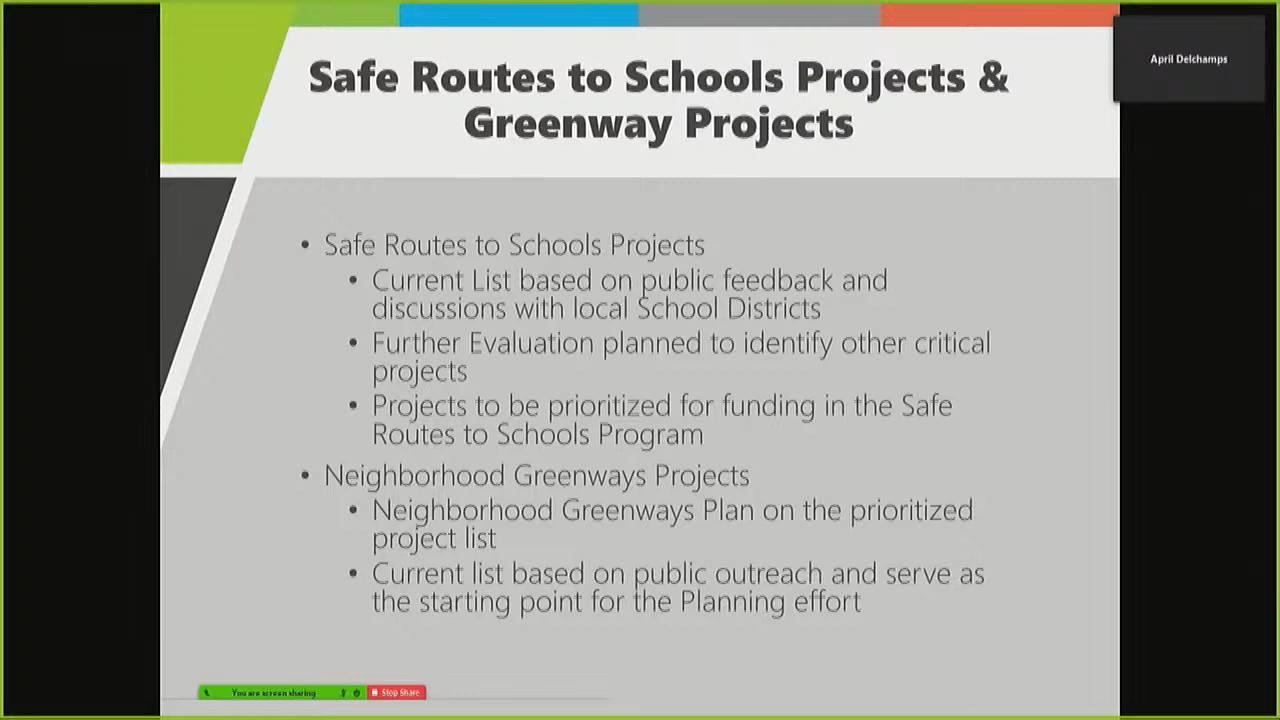 Safe Routes to Schools Projects &
Greenway Projects
April Delchamps
• Safe Routes to Schools Projects
• Current List based on public feedback and
discussions with local School Districts
• Further Evaluation planned to identify other critical
projects
• Projects to be prioritized for funding in the Safe
Routes to Schools Program
• Neighborhood Greenways Projects
• Neighborhood Greenways Plan on the prioritized
project list
• Current list based on public outreach and serve as
the starting point for the Planning effort
You are screen sharing
Stop Share